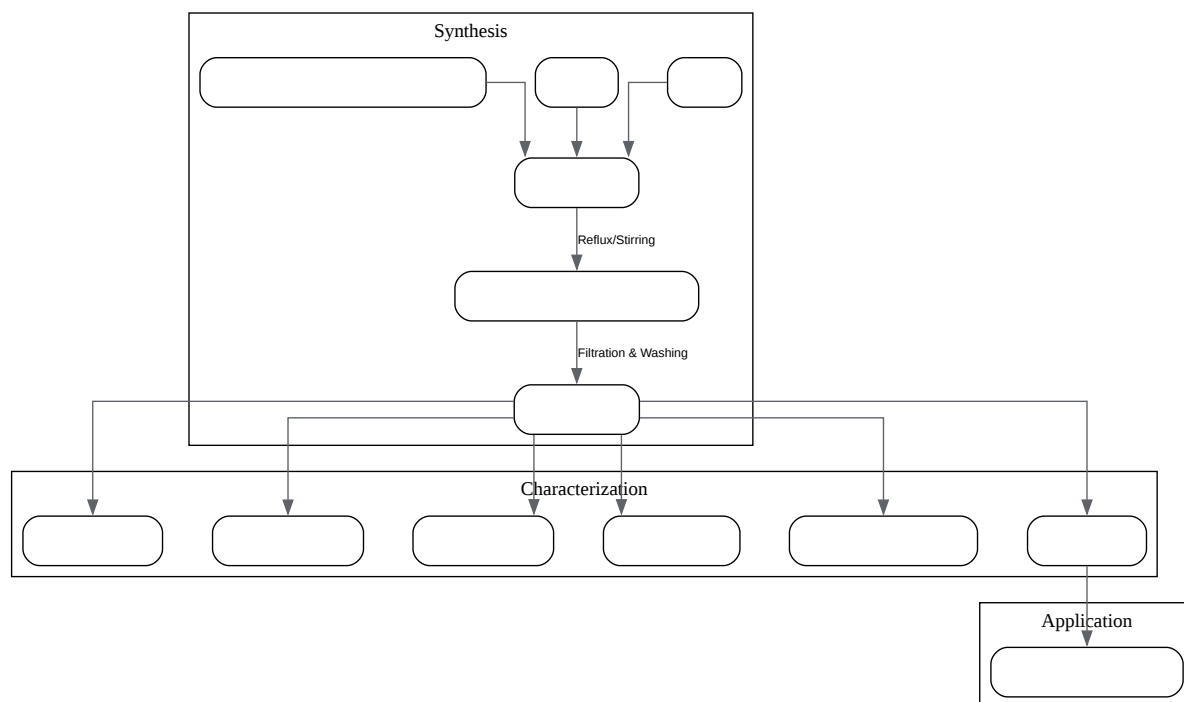 Synthesis
Reflux/Stirring
Filtration & Washing
Characterization
Application